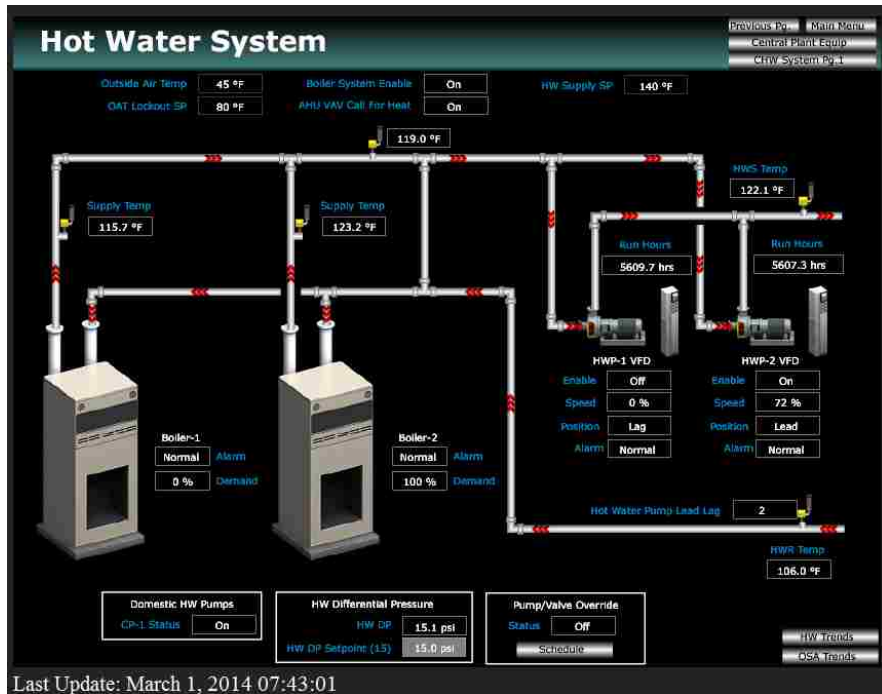 Hot Water System
Previous Pg. Main Menu
Central Plant Equip
CHW System Pg.1
Outside Air Temp 45 °F Boiler System Enable On HW Supply SP 140 °F
OAT Lockout SP 80 °F AHU VAV Call For Heat On
119.0 °F
HWS Temp
122.1 °F
Supply Temp Supply Temp
115.7 °F 123.2 °F
Run Hours Run Hours
5609.7 hrs 5607.3 hrs
HWP-1 VFD HWP-2 VFD
Enable Off Enable On
Speed 0 % Speed 72 %
Position Lag Position Lead
Alarm Normal Alarm Normal
Boiler-1 Boiler-2
Normal Alarm Normal Alarm
0 % Demand 100 % Demand
Hot Water Pump Lead Lag 2
HWR Temp
106.0 °F
Domestic HW Pumps HW Differential Pressure Pump/Valve Override
CP-1 Status On HW DP 15.1 psi Status Off
HW DP Setpoint (15) 15.0 psi Schedule
HW Trends
OSA Trends
Last Update: March 1, 2014 07:43:01